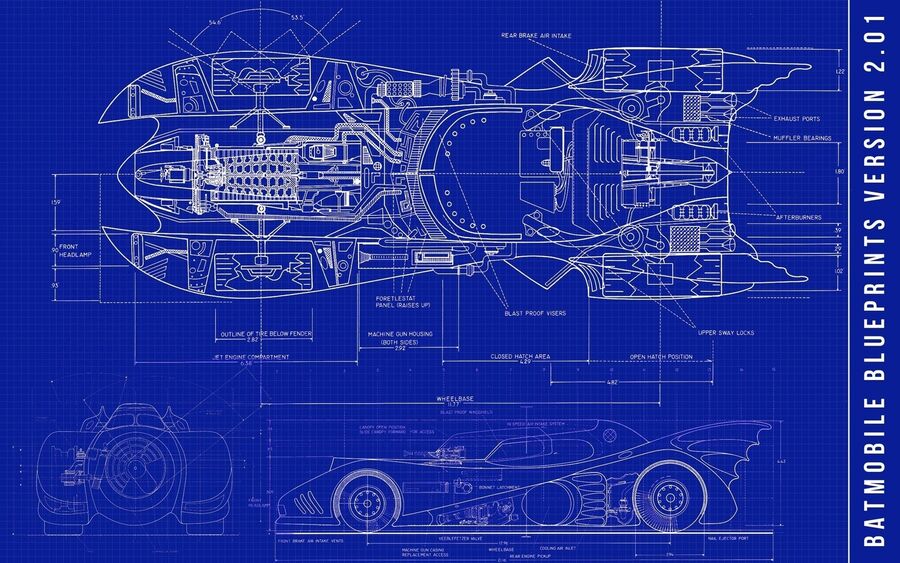 54.6°
53.5°
REAR BRAKE AIR INTAKE
1.22
EXHAUST PORTS
MUFFLER BEARINGS
1.80
AFTERBURNERS
.39
1.02
1.59
FRONT
HEADLAMP
.93
FORETLESTAT
PANEL (RAISES UP)
BLAST PROOF VISERS
UPPER SWAY LOCKS
OUTLINE OF TIRE BELOW FENDER
2.82
MACHINE GUN HOUSING
(BOTH SIDES)
2.92
JET ENGINE COMPARTMENT
6.58
CLOSED HATCH AREA
4.29
OPEN HATCH POSITION
4.82
WHEELBASE
11.77
BLAST PROOF WINDSHIELD
CANOPY OPEN POSITION
SLIDE CANOPY FORWARD FOR ACCESS
HI SPEED AIR INTAKE SYSTEM
BONNET LATCHMENT
FRONT BRAKE AIR INTAKE VENTS
VEEBLEFETZER VALVE
NAIL EJECTOR PORT
MACHINE GUN CASING
REPLACEMENT ACCESS
WHEELBASE
COOLING AIR INLET
REAR ENGINE PICKUP
2.94
BATMOBILE BLUEPRINTS VERSION 2.01